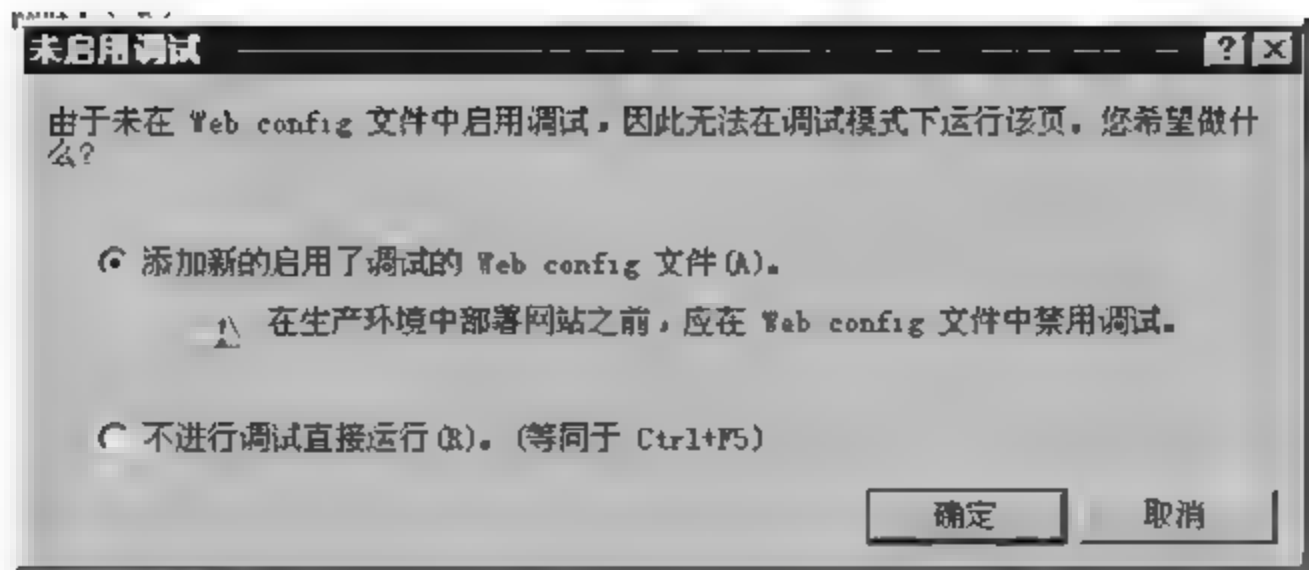 未启用调试
由于未在 Web config 文件中启用调试，因此无法在调试模式下运行该页。您希望做什
么?
添加新的启用了调试的 Web config 文件(A)。
在生产环境中部署网站之前，应在 Web config 文件中禁用调试。
不进行调试直接运行(R)。(等同于 Ctrl+F5)
确定
取消